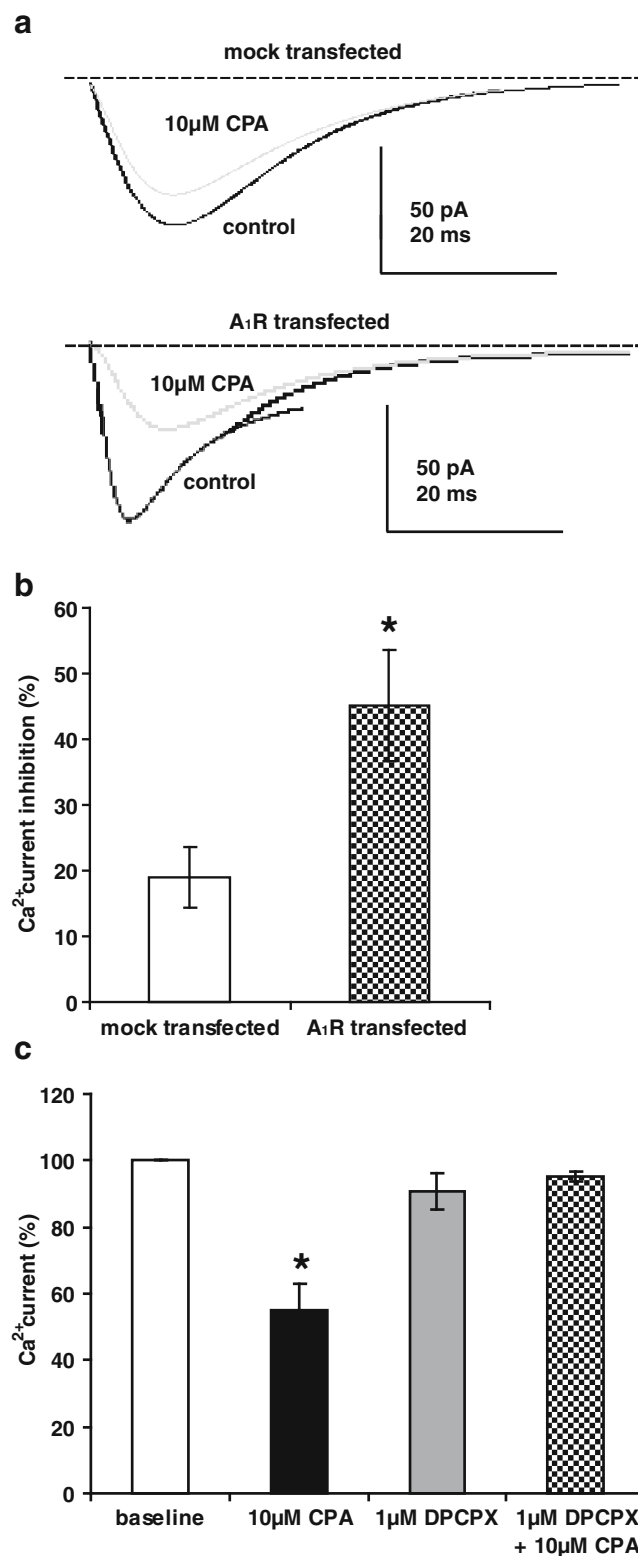 a
mock transfected
10µM CPA
control
50 pA
20 ms
A₁R transfected
10µM CPA
control
50 pA
20 ms
b
Ca²⁺current inhibition (%)
60
50
40
30
20
10
0
*
mock transfected
A₁R transfected
c
Ca²⁺current (%)
120
100
80
60
40
20
0
*
baseline
10µM CPA
1µM DPCPX
1µM DPCPX
+ 10µM CPA